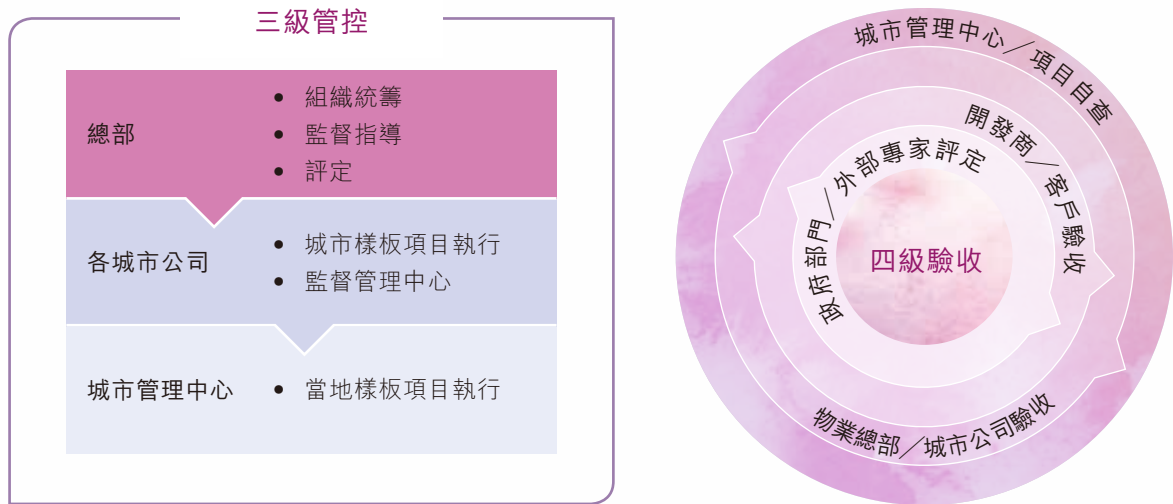 三級管控
總部
• 組織統籌
• 監督指導
• 評定
各城市公司
• 城市樣板項目執行
• 監督管理中心
城市管理中心
• 當地樣板項目執行
城市管理中心／項目自查
物業總部／城市公司驗收
開發商／客戶驗收
政府部門／外部專家評定
四級驗收